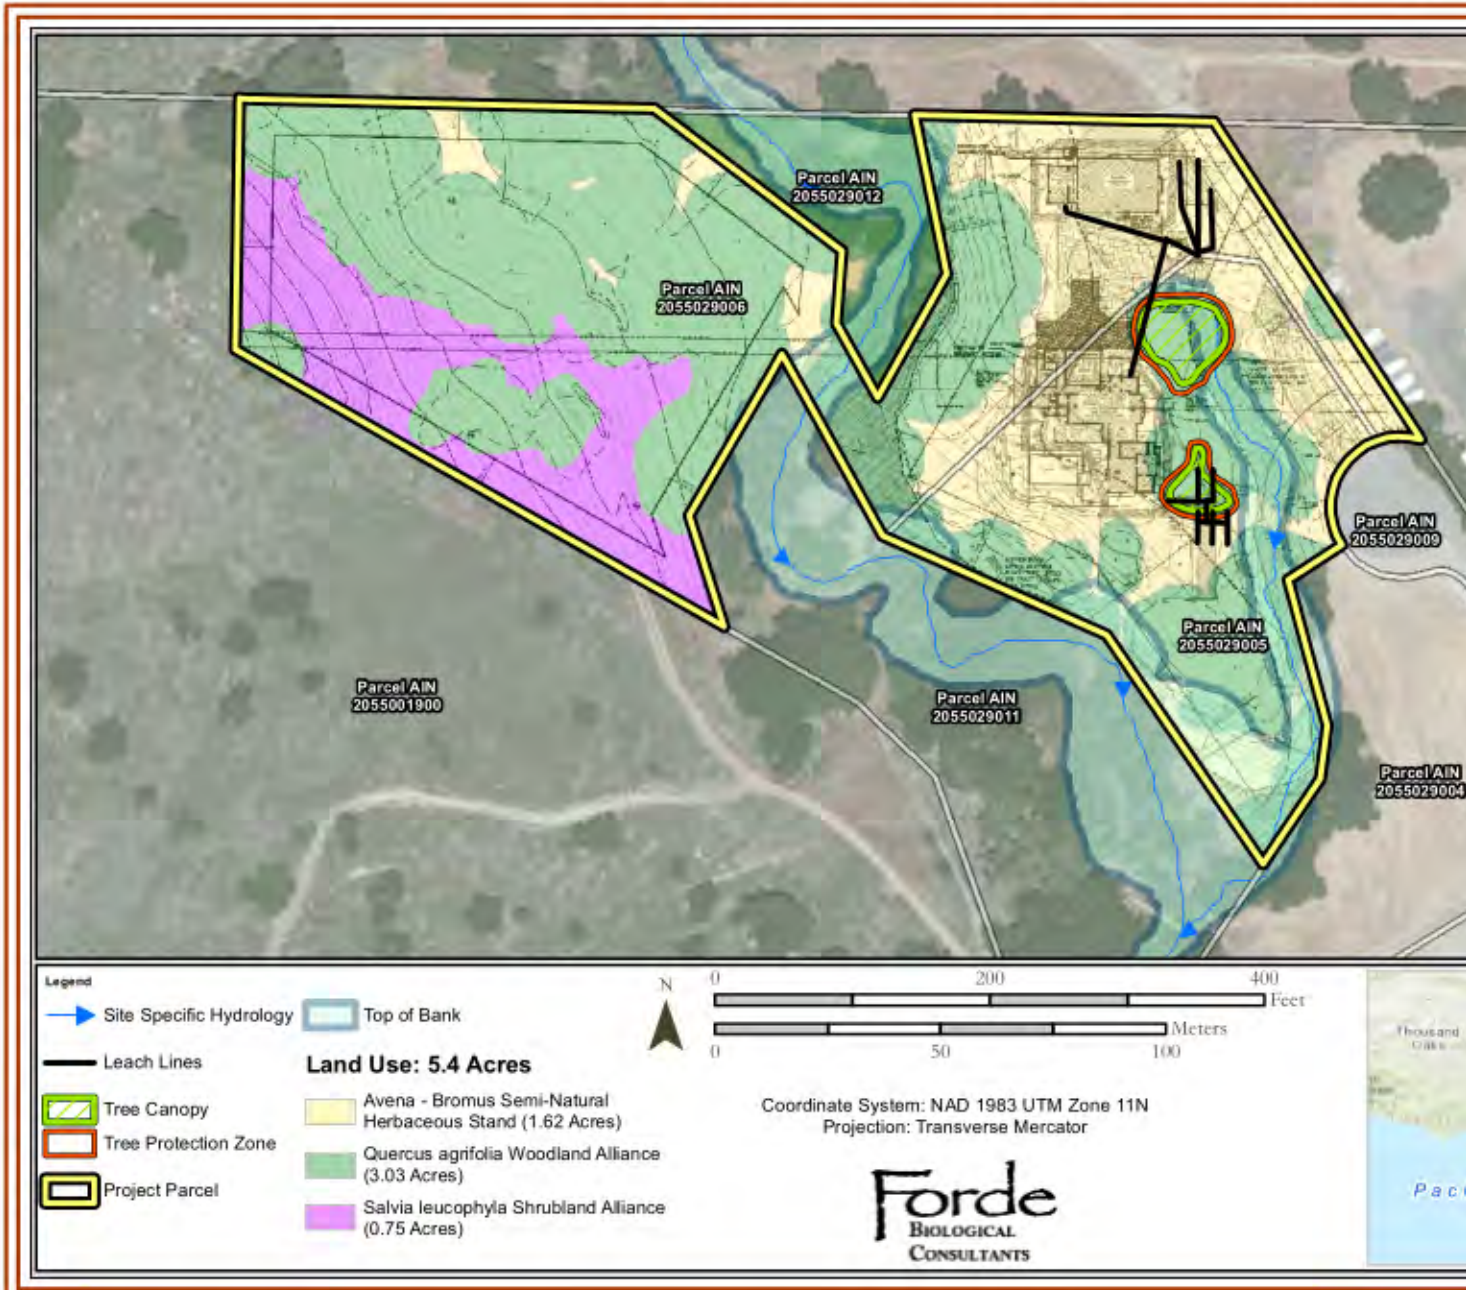 Parcel AIN
2055029012
Parcel AIN
2055029006
Parcel AIN
2055029009
Parcel AIN
2055029005
Parcel AIN
2055001900
Parcel AIN
2055029011
Parcel AIN
2055029004
Legend
Site Specific Hydrology
Top of Bank
Leach Lines
Land Use: 5.4 Acres
Tree Canopy
Avena - Bromus Semi-Natural
Herbaceous Stand (1.62 Acres)
Tree Protection Zone
Quercus agrifolia Woodland Alliance
(3.03 Acres)
Project Parcel
Salvia leucophyla Shrubland Alliance
(0.75 Acres)
N
0 200 400
Feet
Meters
0 50 100
Coordinate System: NAD 1983 UTM Zone 11N
Projection: Transverse Mercator
Forde
BIOLOGICAL
CONSULTANTS
Thousand
Oaks
Pac